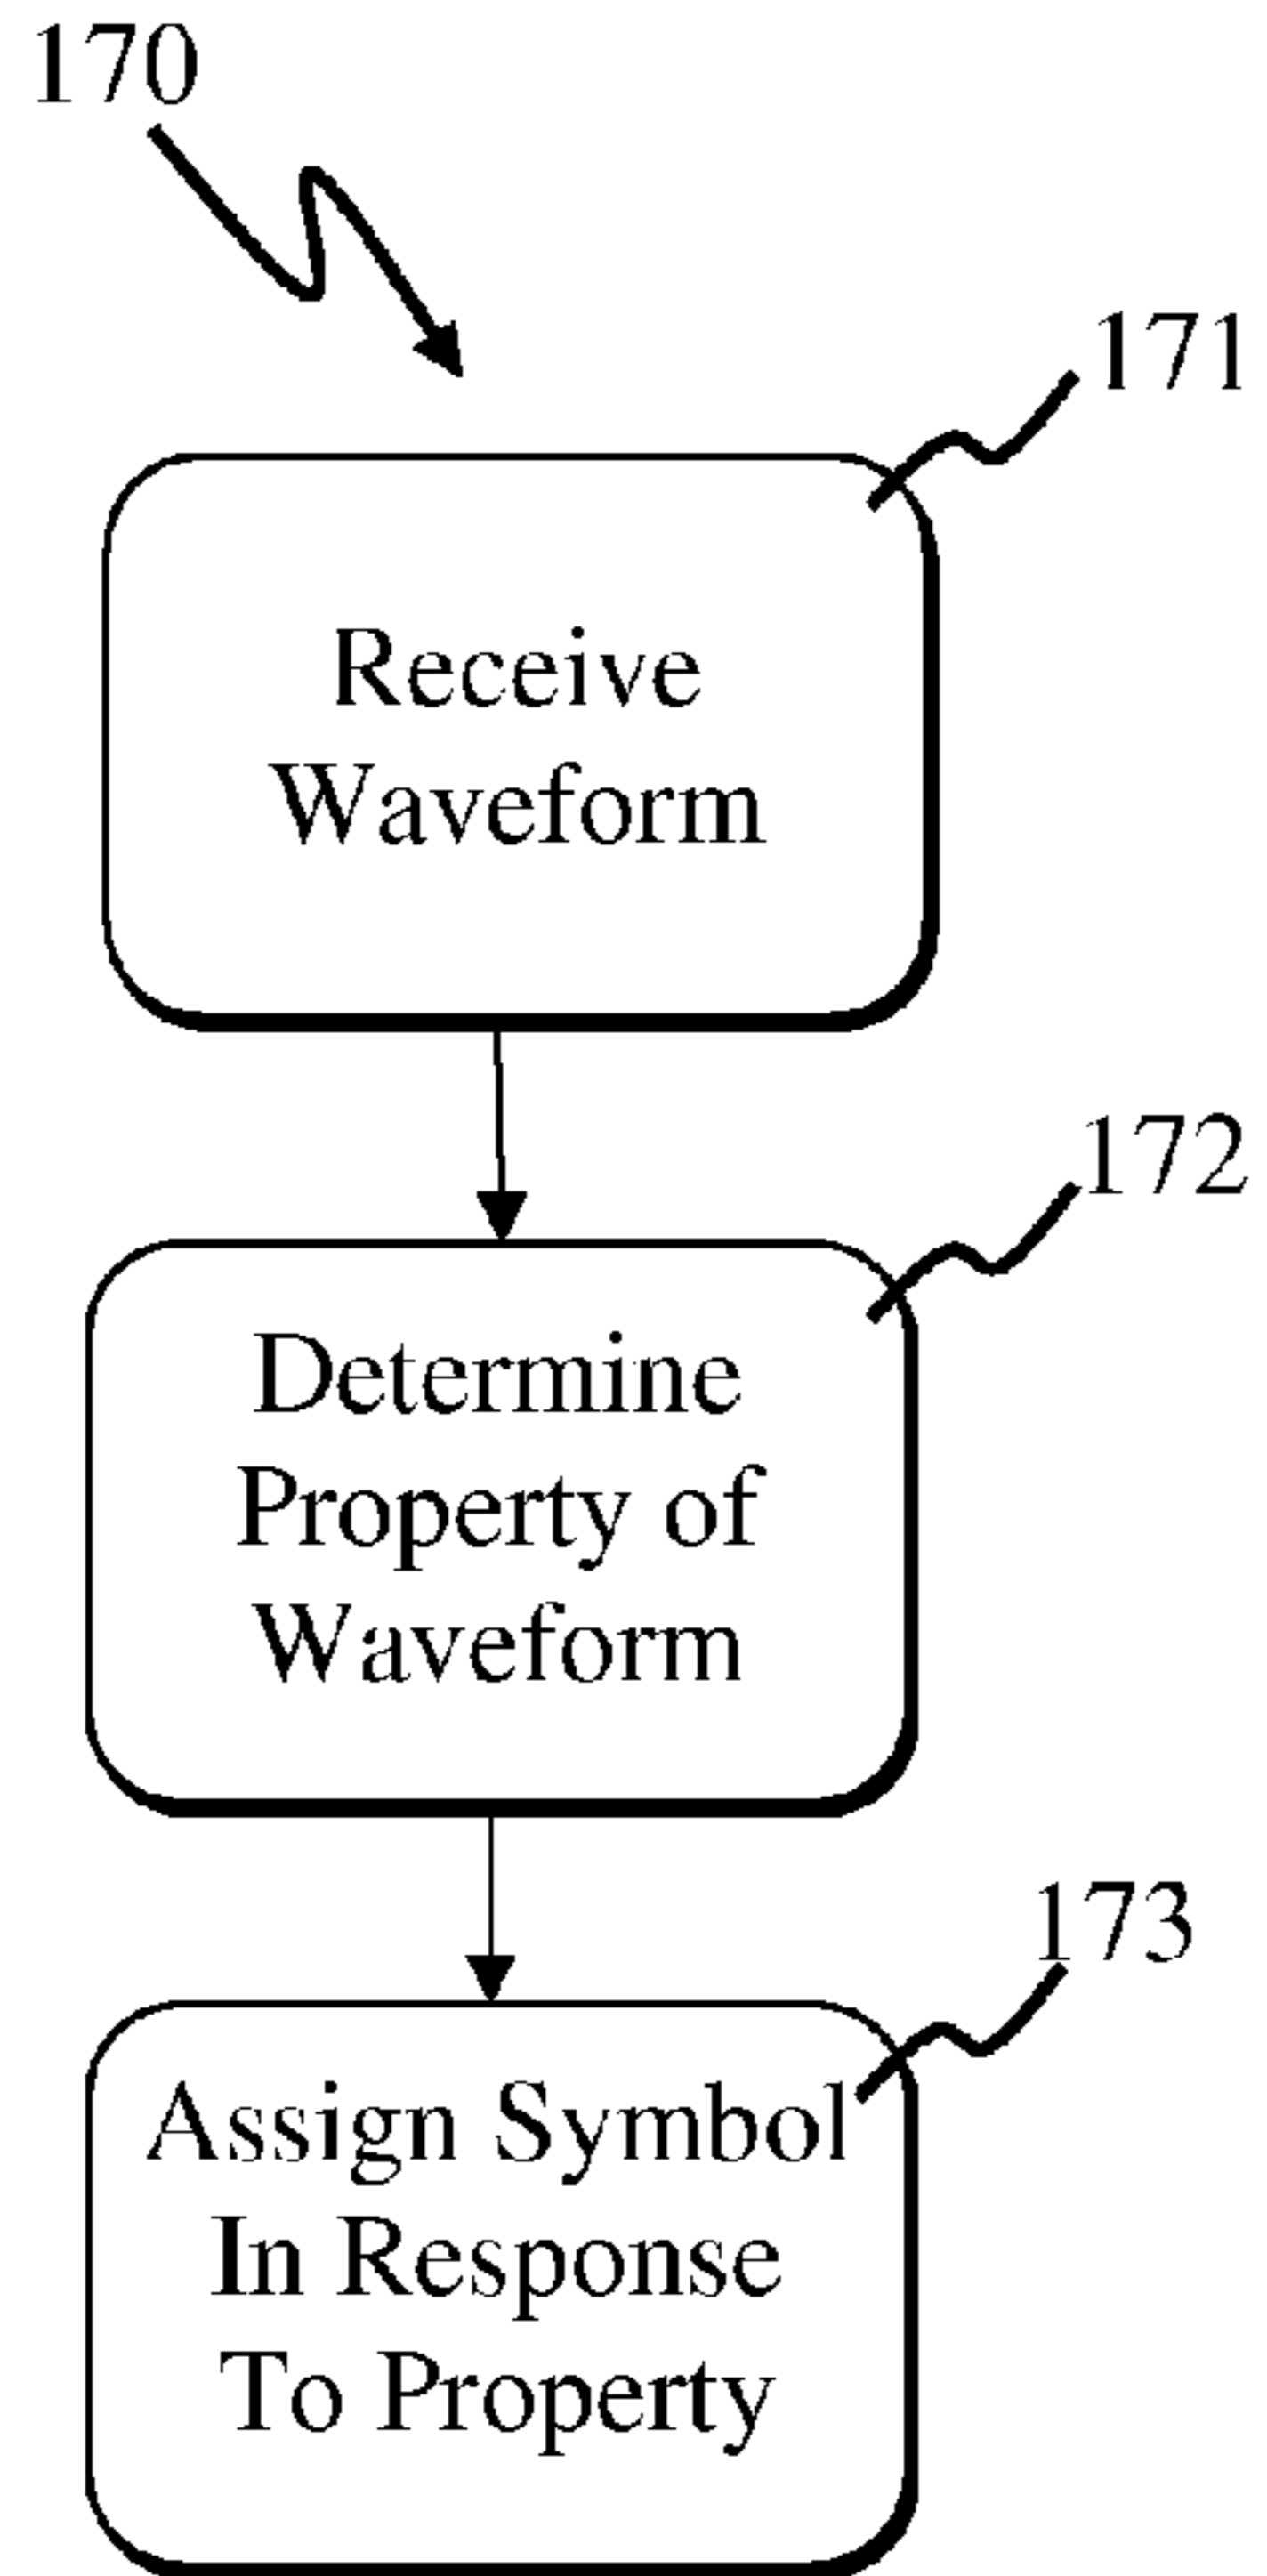 170
171
Receive
Waveform
172
Determine
Property of
Waveform
173
Assign Symbol
In Response
To Property